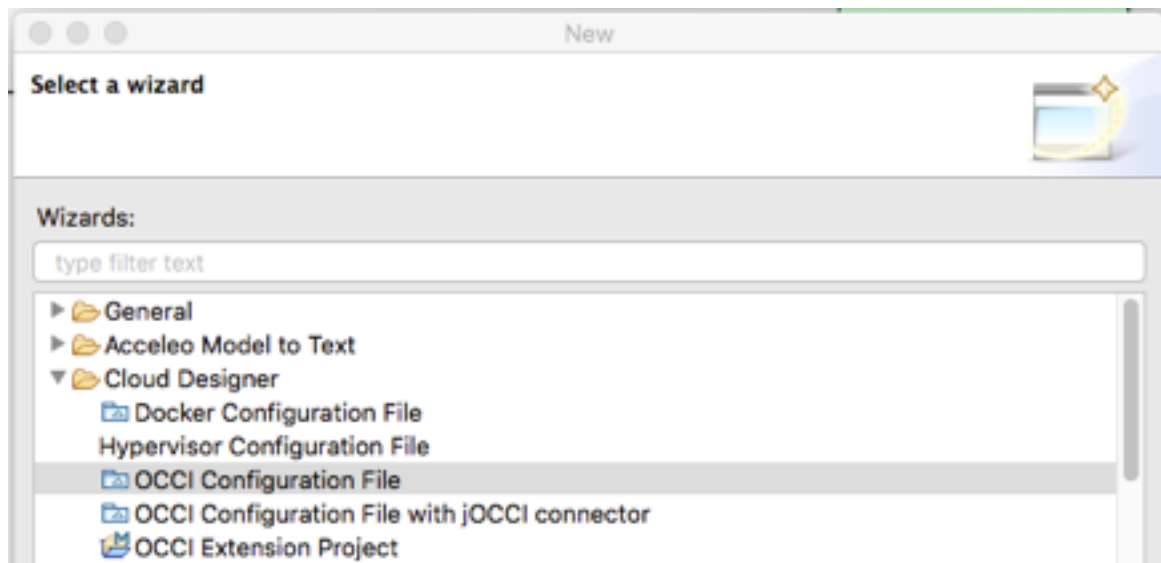 New
Select a wizard
Wizards:
type filter text
General
Acceleo Model to Text
Cloud Designer
Docker Configuration File
Hypervisor Configuration File
OCCI Configuration File
OCCI Configuration File with jOCCI connector
OCCI Extension Project